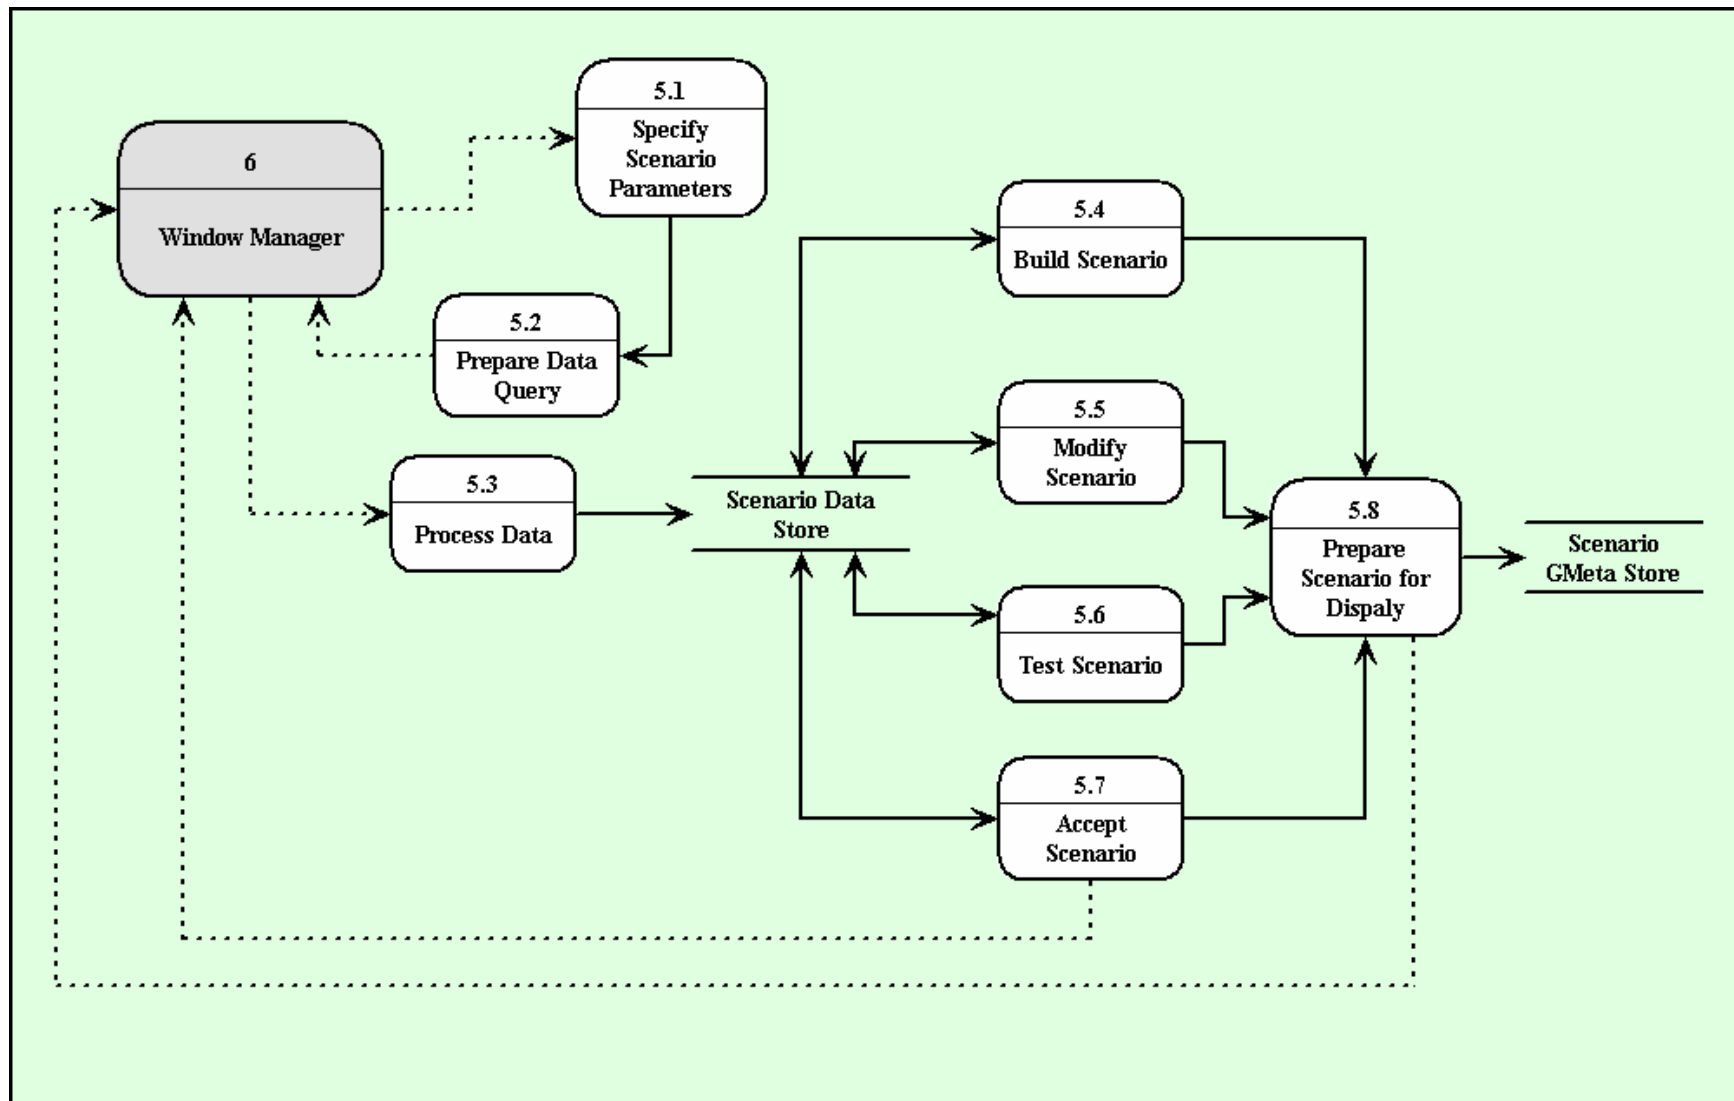 5.1
Specify
Scenario
Parameters
6
Window Manager
5.2
Prepare Data
Query
5.3
Process Data
Scenario Data
Store
5.4
Build Scenario
5.5
Modify
Scenario
5.6
Test Scenario
5.7
Accept
Scenario
5.8
Prepare
Scenario for
Dispaly
Scenario
GMeta Store